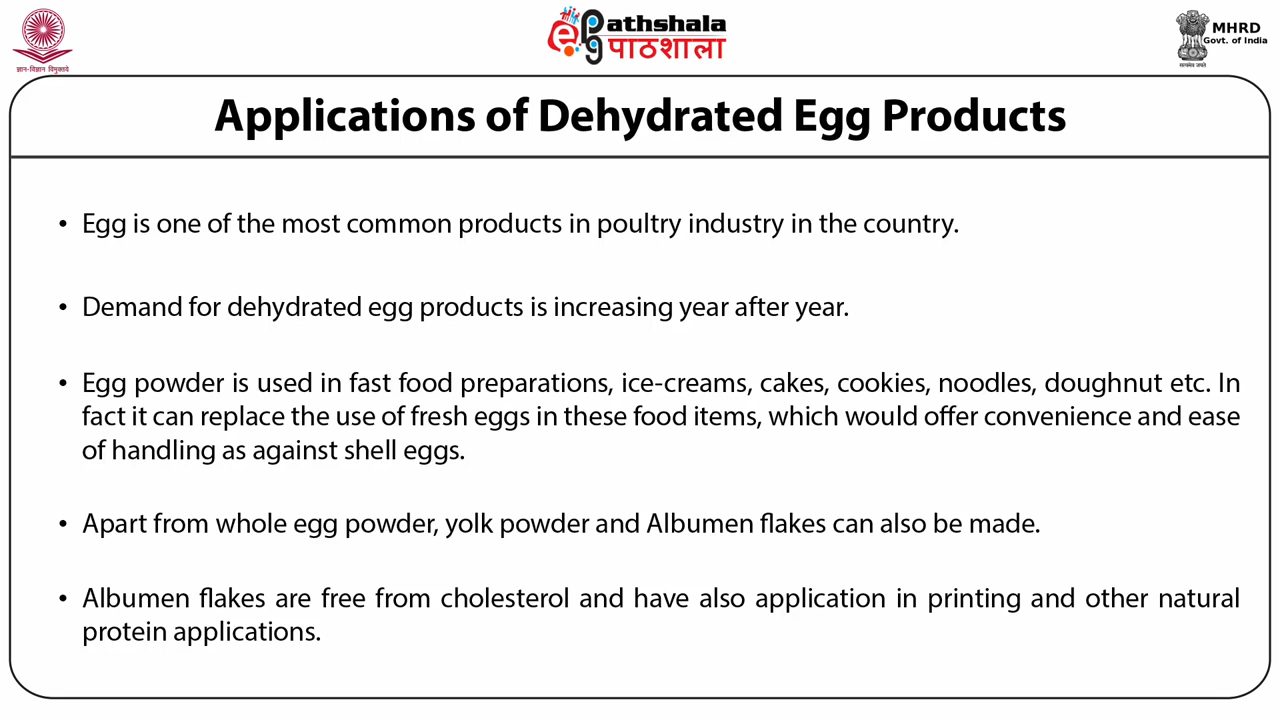 ज्ञान-विज्ञान विमुक्तये
ePathshala
पाठशाला
MHRD
Govt. of India
सत्यमेव जयते
Applications of Dehydrated Egg Products
• Egg is one of the most common products in poultry industry in the country.
• Demand for dehydrated egg products is increasing year after year.
• Egg powder is used in fast food preparations, ice-creams, cakes, cookies, noodles, doughnut etc. In
fact it can replace the use of fresh eggs in these food items, which would offer convenience and ease
of handling as against shell eggs.
• Apart from whole egg powder, yolk powder and Albumen flakes can also be made.
• Albumen flakes are free from cholesterol and have also application in printing and other natural
protein applications.